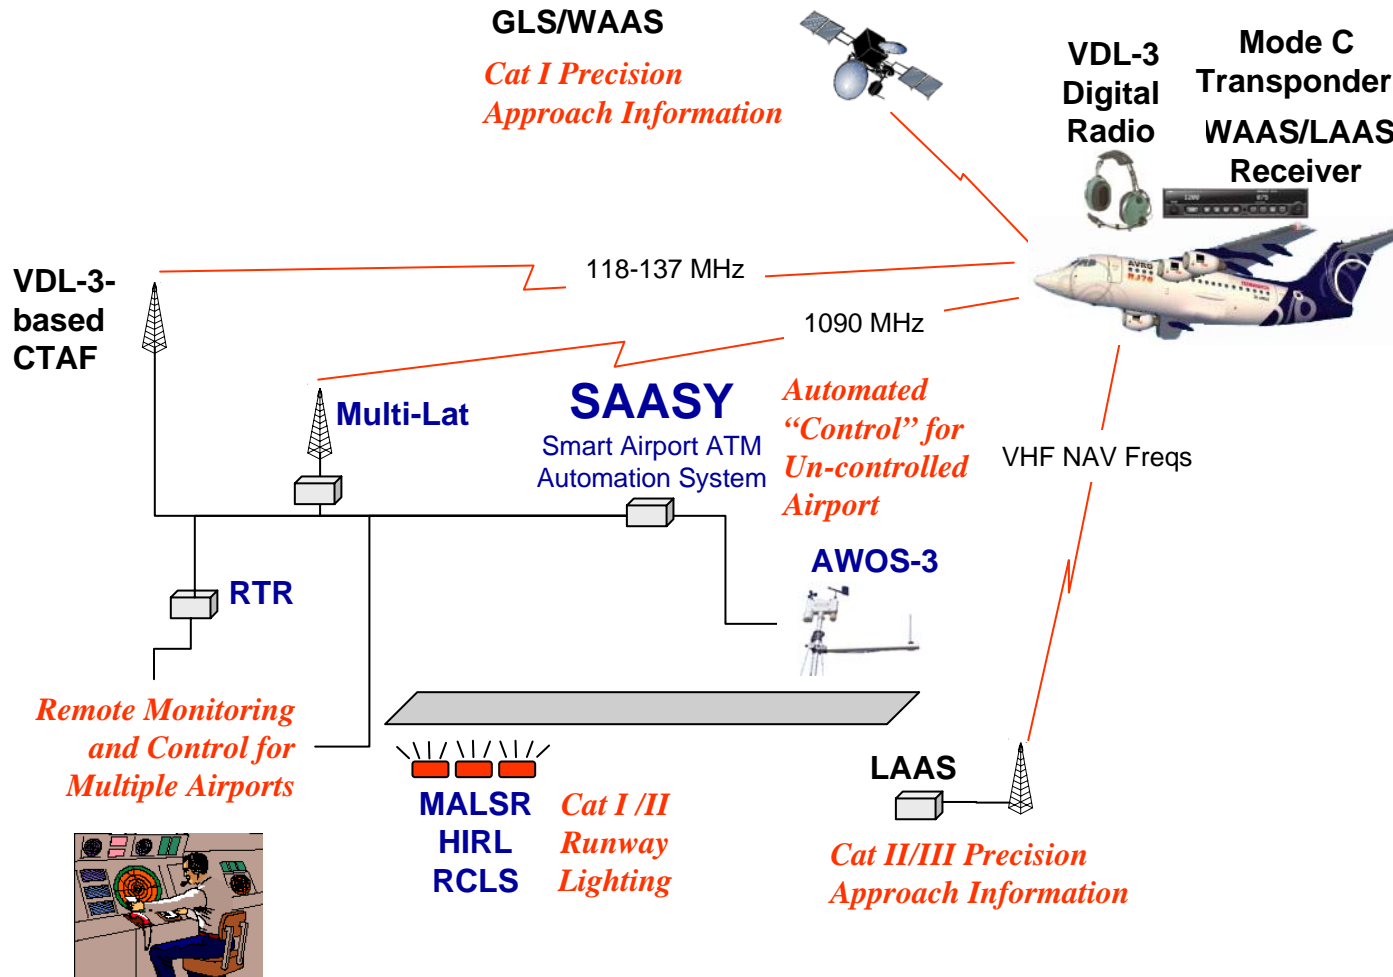 GLS/WAAS
Cat I Precision
Approach Information
VDL-3
Digital
Radio
Mode C
Transponder
WAAS/LAAS
Receiver
118-137 MHz
1090 MHz
VDL-3-
based
CTAF
Multi-Lat
SAASY
Smart Airport ATM
Automation System
Automated
“Control” for
Un-controlled
Airport
VHF NAV Freqs
AWOS-3
RTR
Remote Monitoring
and Control for
Multiple Airports
MALSR
HIRL
RCLS
Cat I /II
Runway
Lighting
LAAS
Cat II/III Precision
Approach Information
AVRO
RJ70
1200